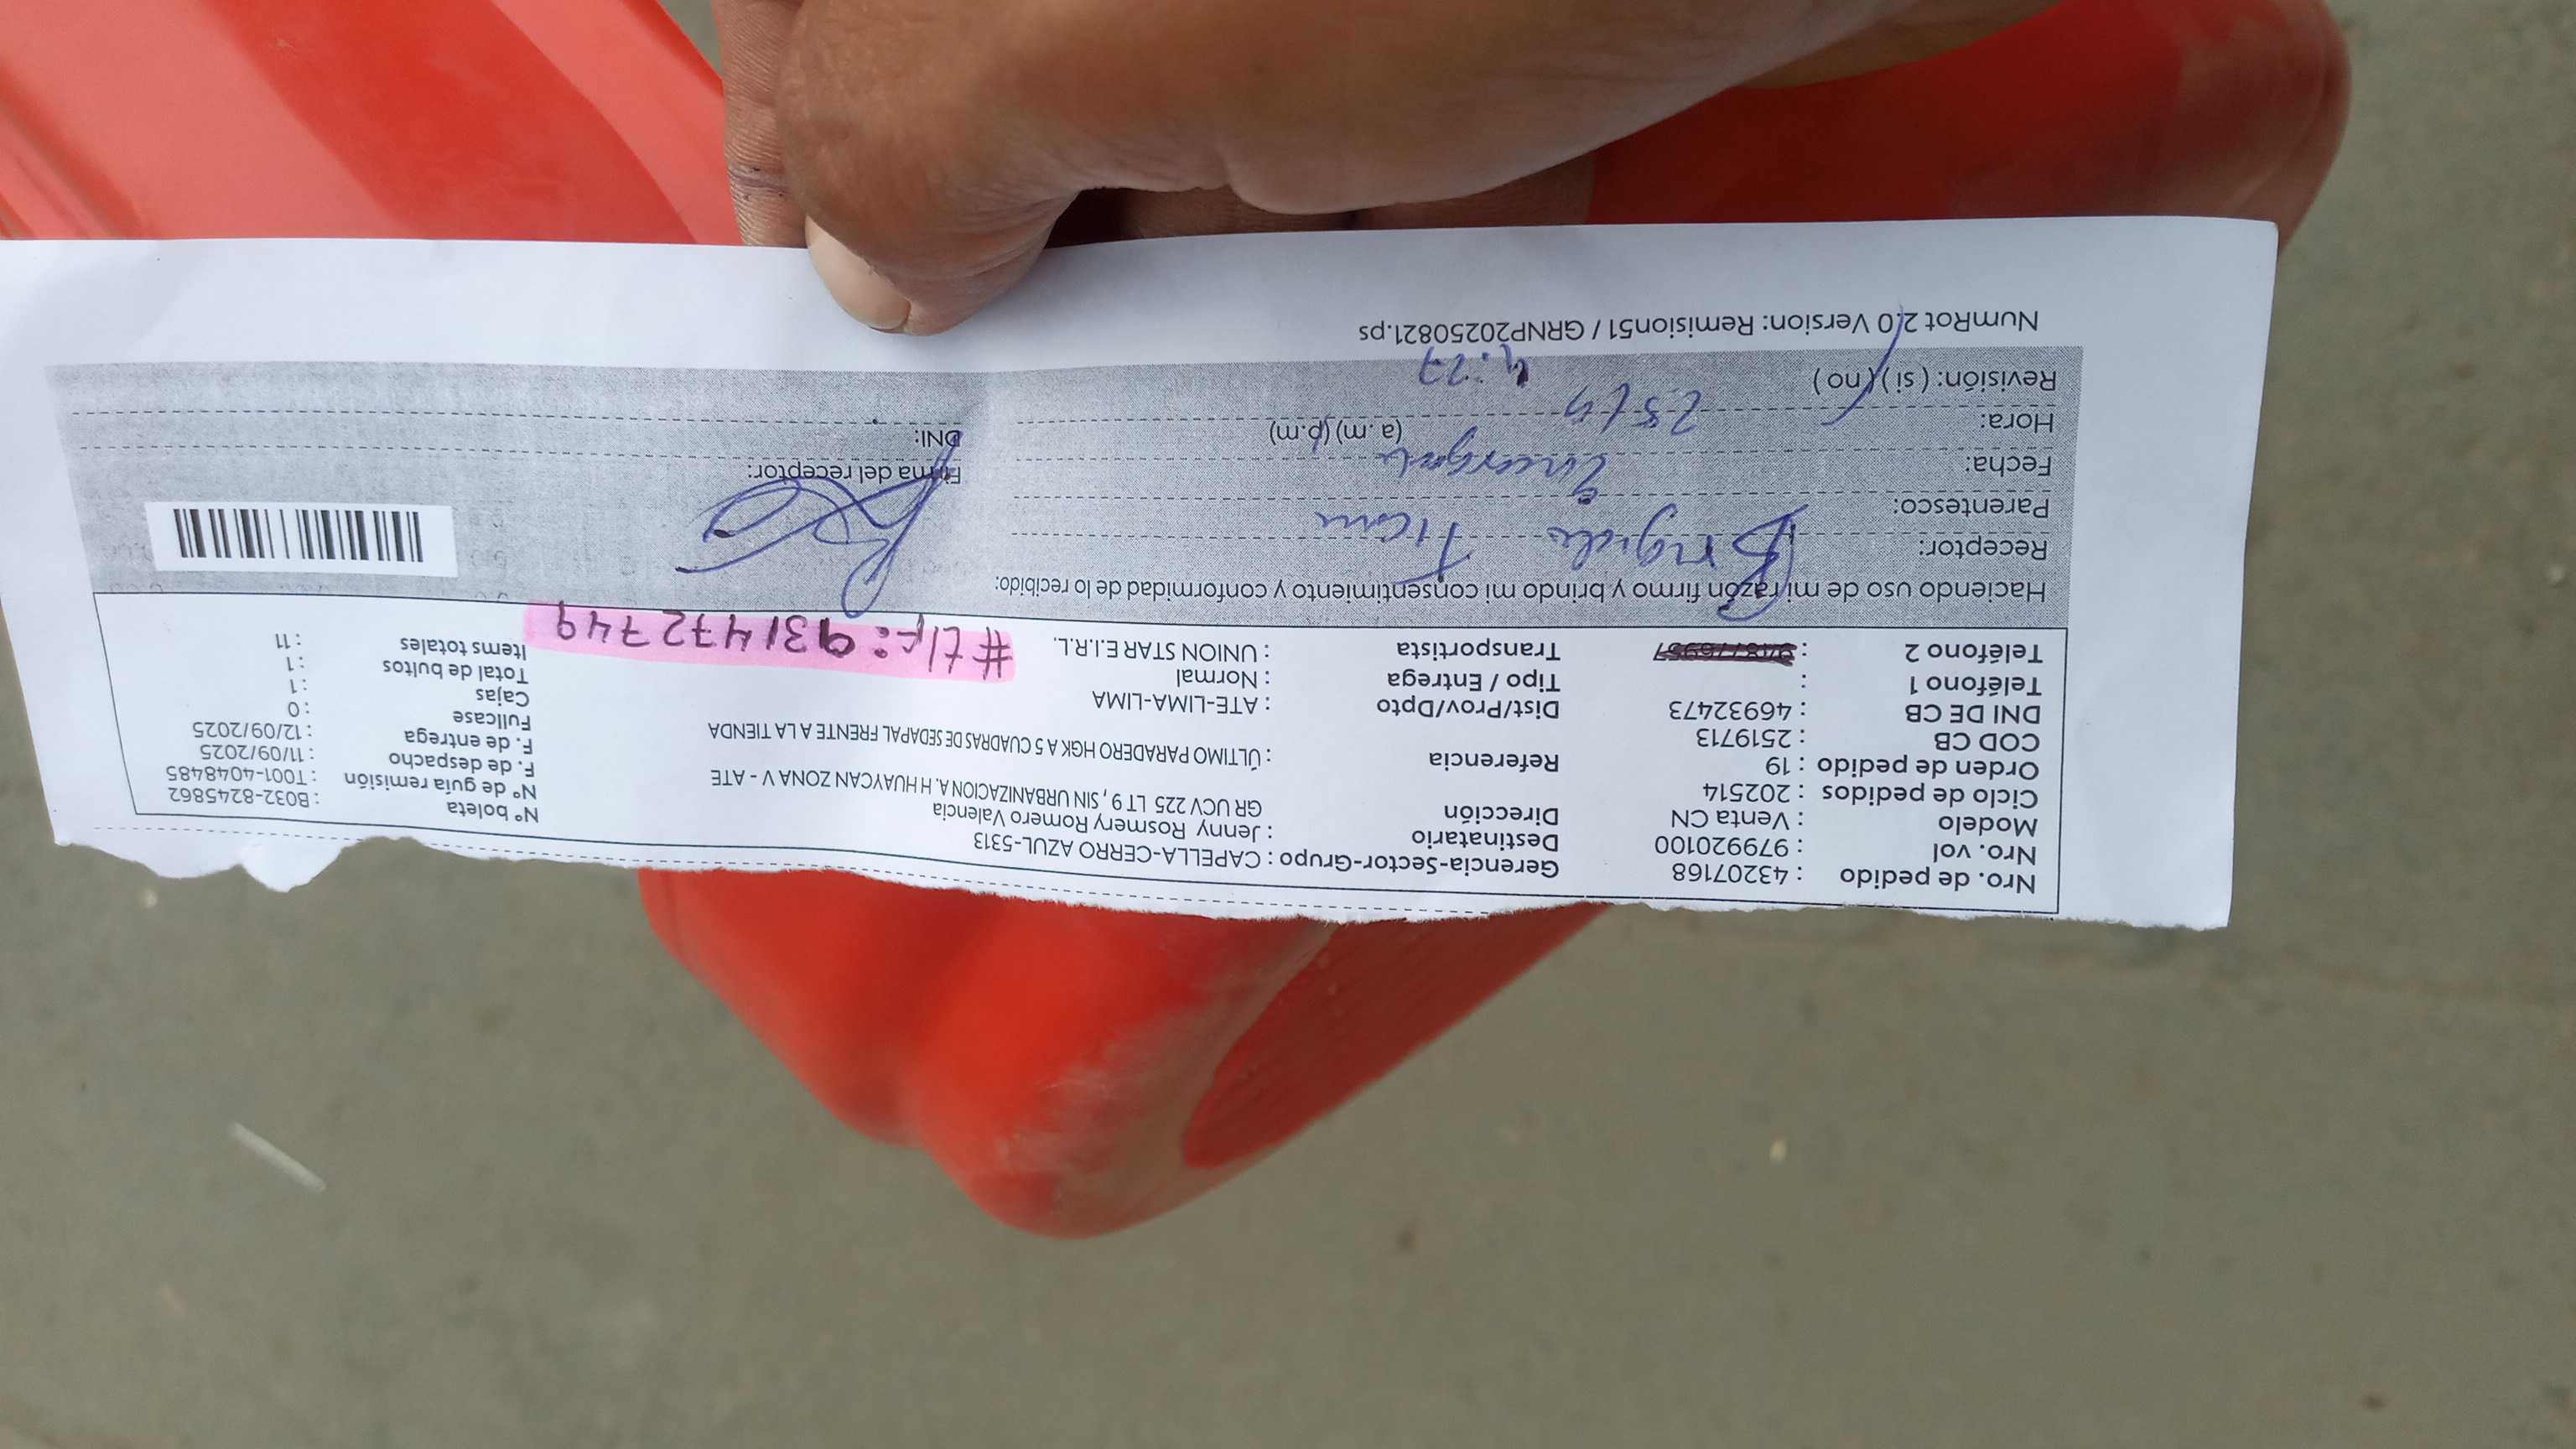 Nro. de pedido : 43207168 Gerencia-Sector-Grupo : CAPELLA-CERRO AZUL-5313
Nro. vol : 979920100 Destinatario : Jenny Rosmery Romero Valencia Nº boleta : B032-8245862
Modelo : Venta CN Dirección GR UCV 225 LT 9 , SIN URBANIZACION A. H HUAYCAN ZONA V - ATE Nº de guía remisión : T001-4048485
Ciclo de pedidos : 202514 F. de despacho : 11/09/2025
Orden de pedido : 19 Referencia : ÚLTIMO PARADERO HGK A 5 CUADRAS DE SEDAPAL FRENTE A LA TIENDA F. de entrega : 12/09/2025
COD CB : 2519713 Fullcase : 0
DNI DE CB : 46932473 Dist/Prov/Dpto : ATE-LIMA-LIMA Cajas : 1
Teléfono 1 : Tipo / Entrega : Normal Total de bultos : 1
Teléfono 2 : Transportista : UNION STAR E.I.R.L. #tlf: 931472749 Items totales : 11
Haciendo uso de mi razón firmo y brindo mi consentimiento y conformidad de lo recibido:
Receptor: Brigida
Parentesco: Firma del receptor:
Fecha: DNI:
Hora: (a. m) (p.m)
Revisión: ( si ) (no ) 4:27
NumRot 2.0 Version: Remision51 / GRNP20250821.ps